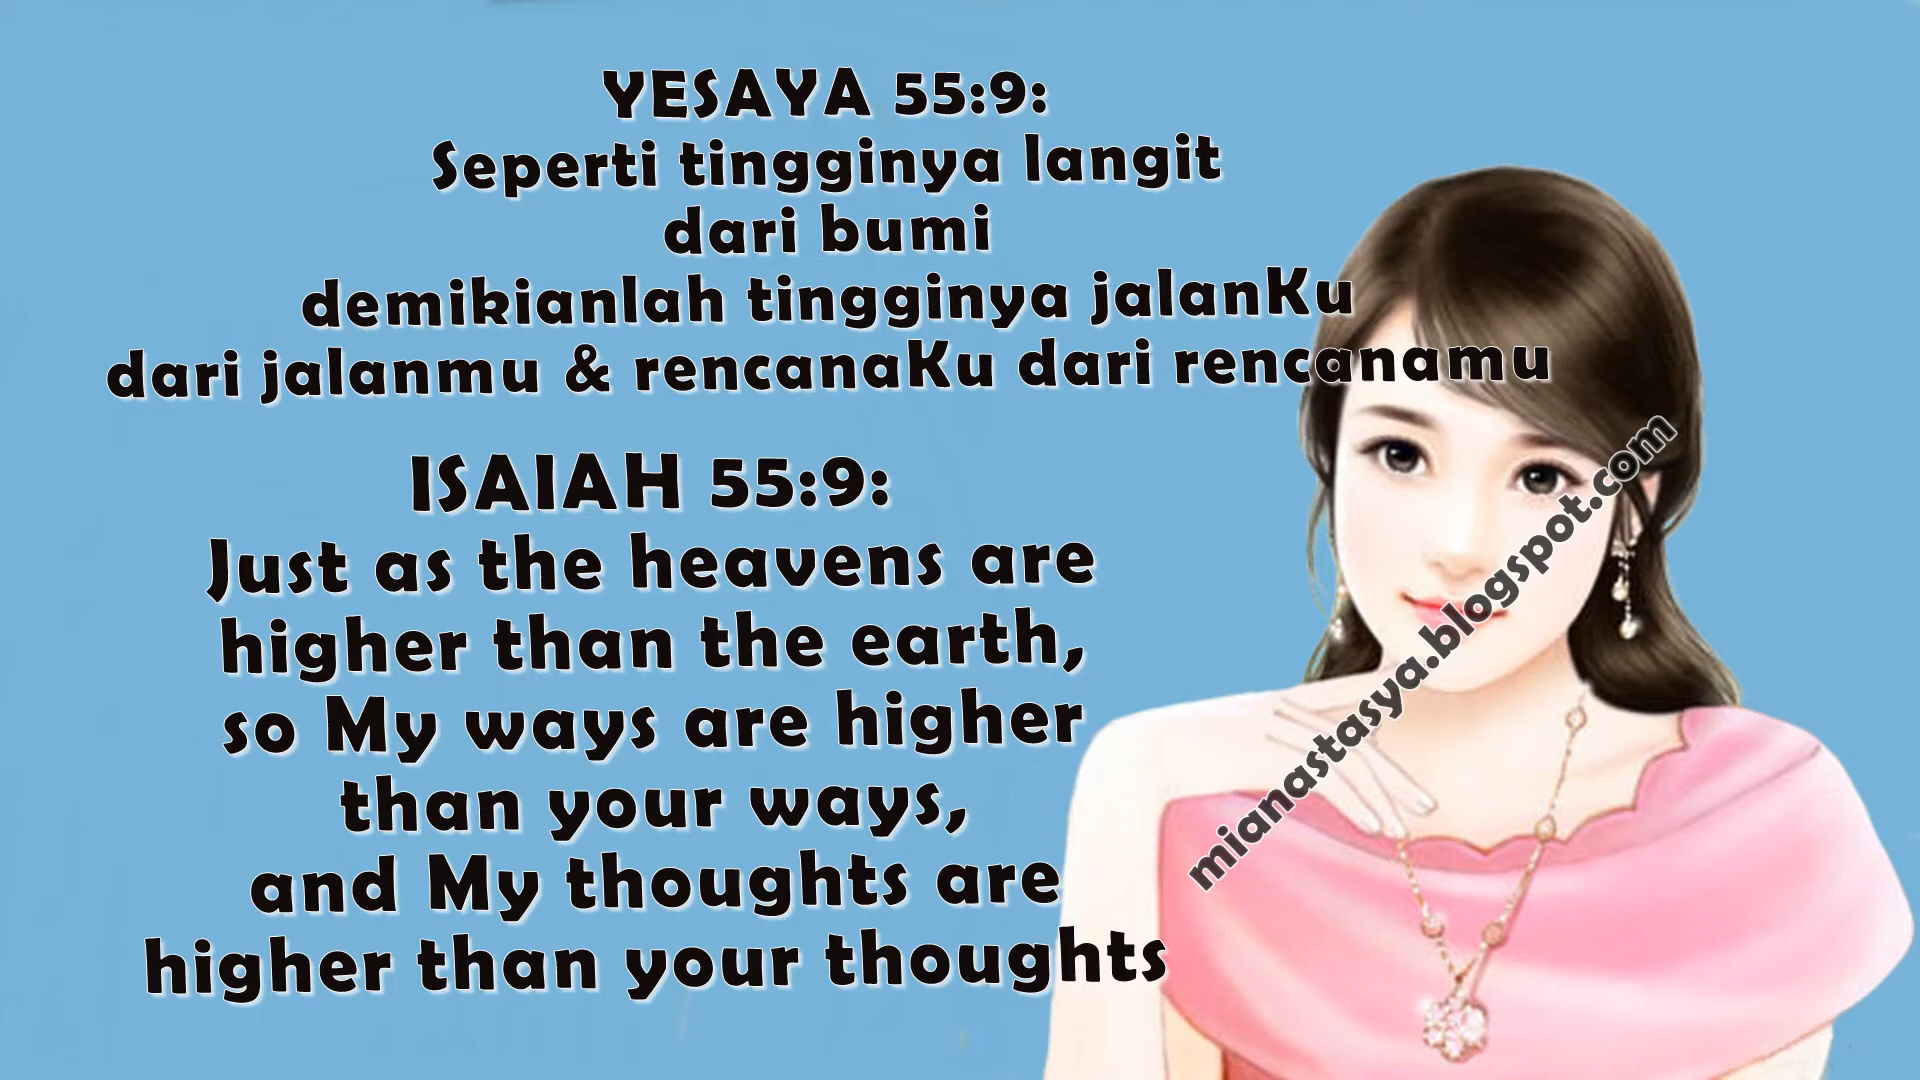 YESAYA 55:9:
Seperti tingginya langit
dari bumi
demikianlah tingginya jalanKu
dari jalanmu & rencanaKu dari rencanamu
ISAIAH 55:9:
Just as the heavens are
higher than the earth,
so My ways are higher
than your ways,
and My thoughts are
higher than your thoughts
mianastasya.blogspot.com